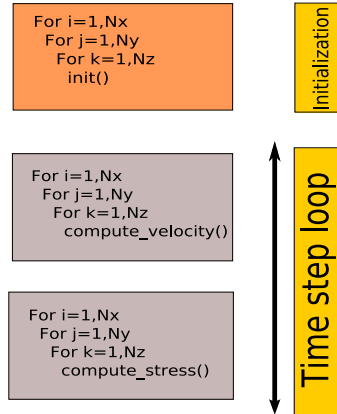 For i=1,Nx
For j=1,Ny
For k=1,Nz
init()
Initialization
For i=1,Nx
For j=1,Ny
For k=1,Nz
compute_velocity()
Time step loop
For i=1,Nx
For j=1,Ny
For k=1,Nz
compute_stress()